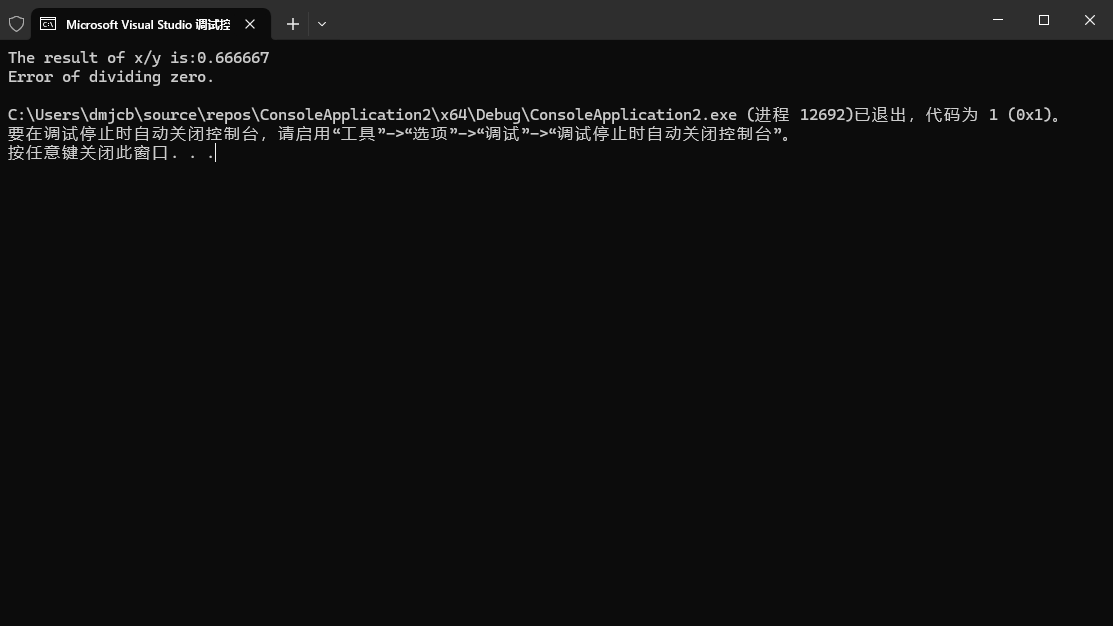 Microsoft Visual Studio 调试控
The result of x/y is:0.666667
Error of dividing zero.
C:\Users\dmjcb\source\repos\ConsoleApplication2\x64\Debug\ConsoleApplication2.exe (进程 12692)已退出，代码为 1 (0x1)。
要在调试停止时自动关闭控制台，请启用“工具”->“选项”->“调试”->“调试停止时自动关闭控制台”。
按任意键关闭此窗口. . .